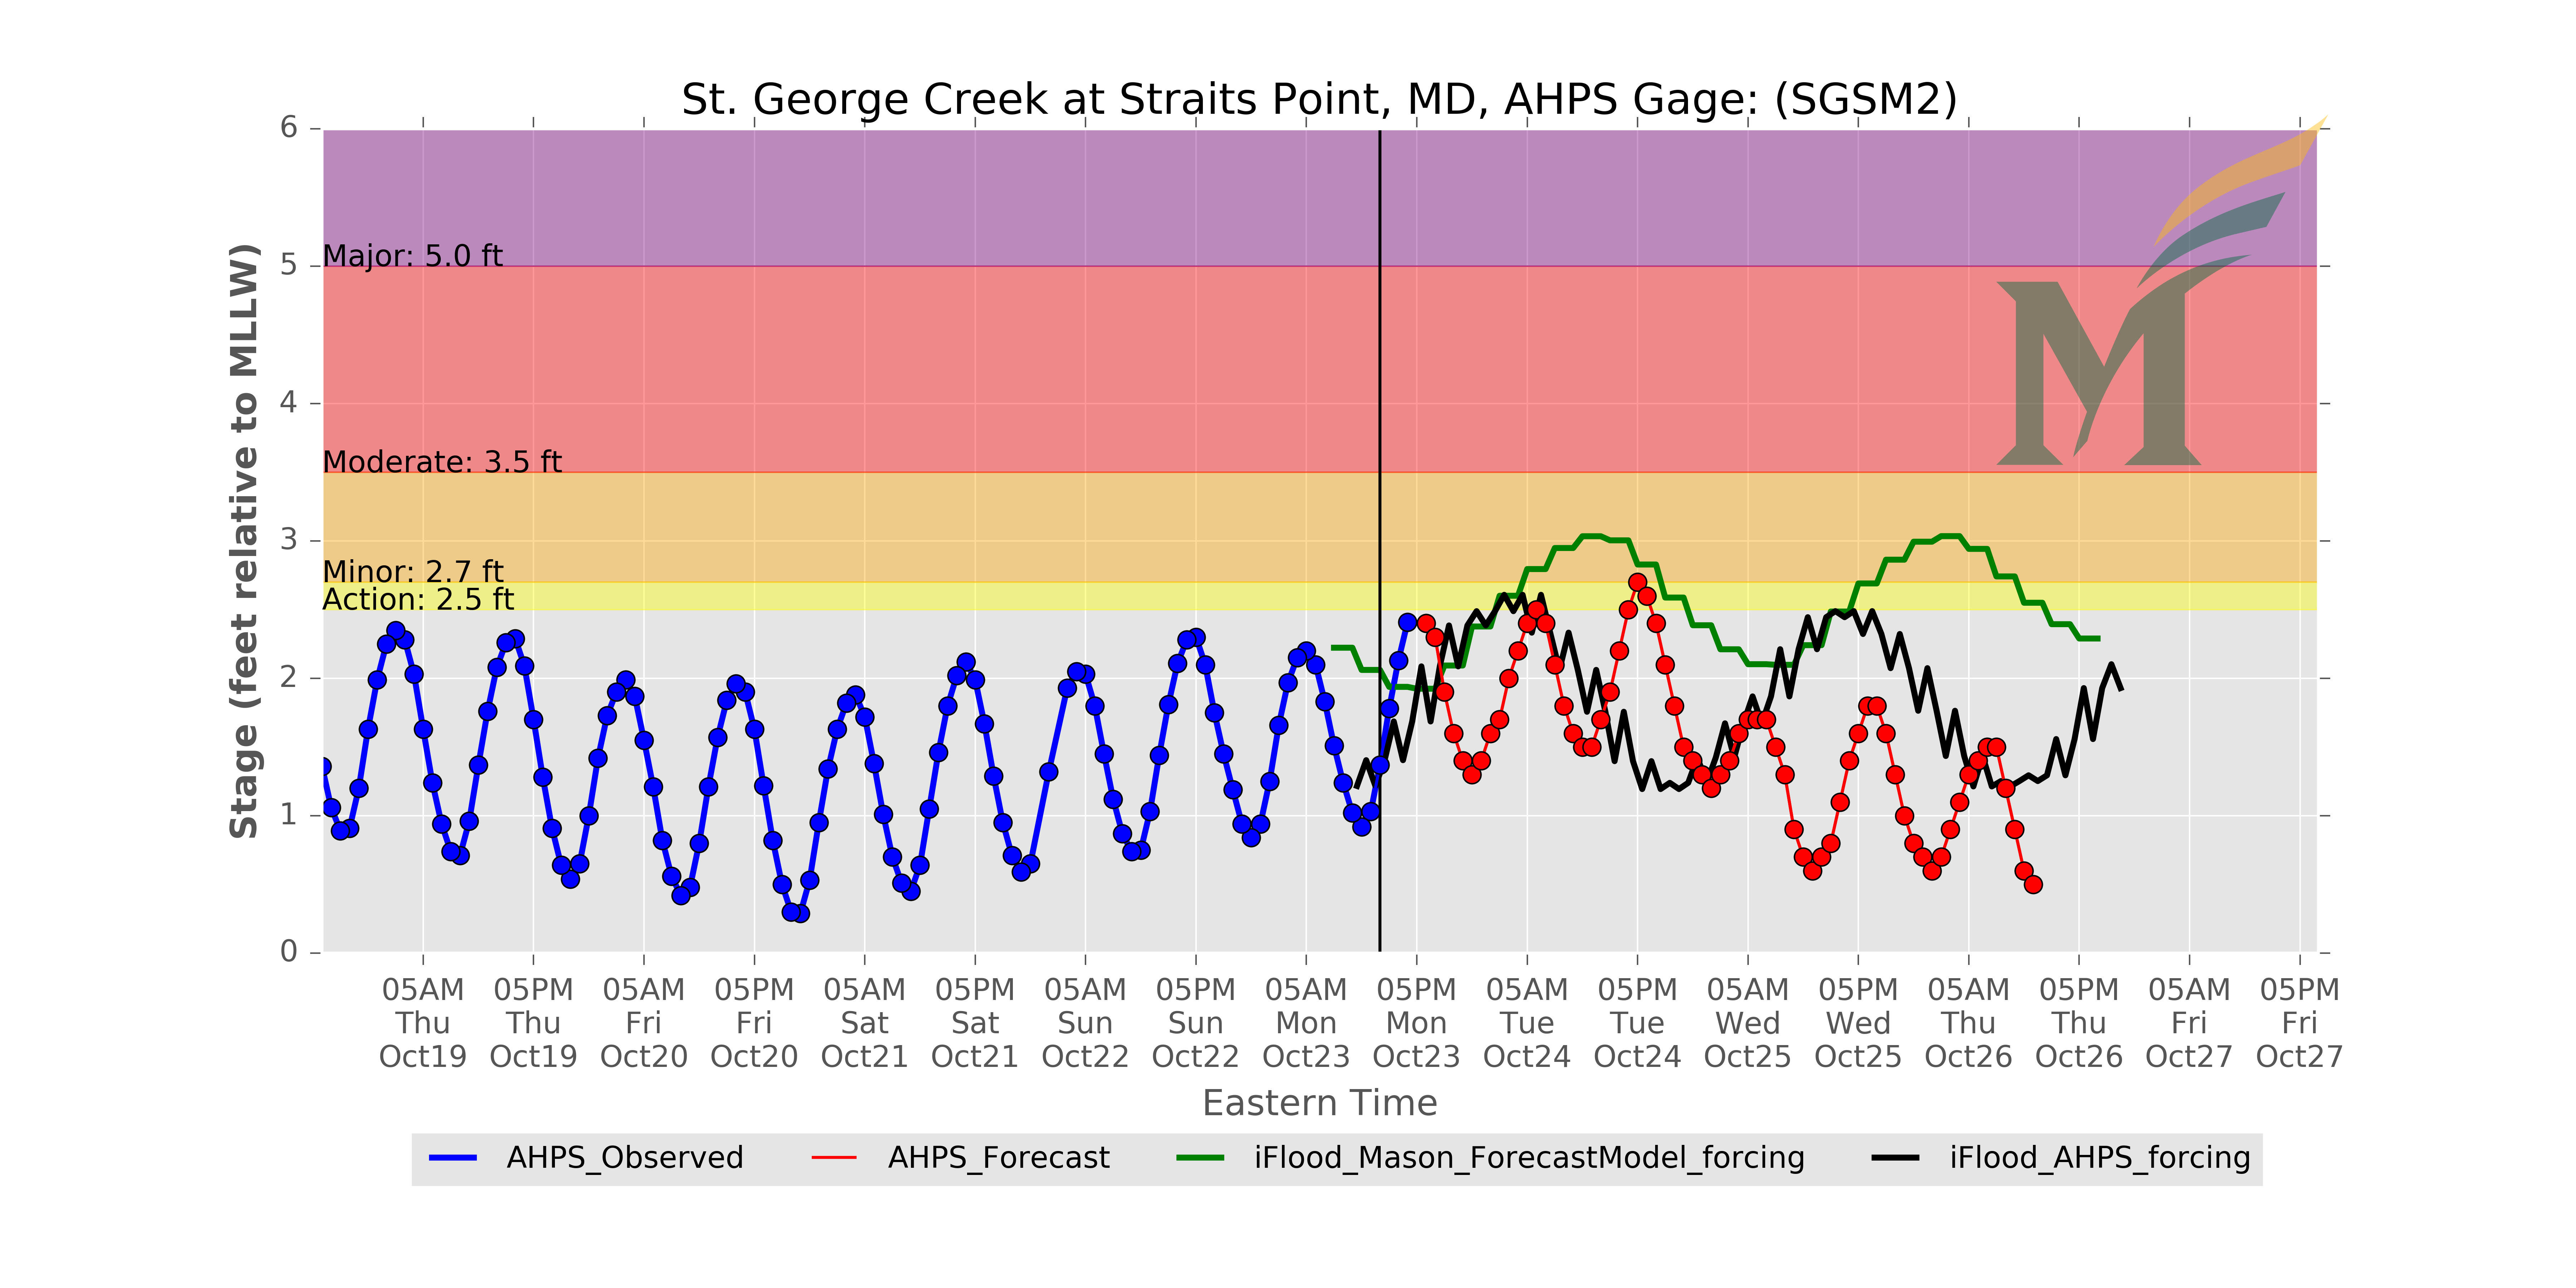 St. George Creek at Straits Point, MD, AHPS Gage: (SGSM2)
Stage (feet relative to MLLW)
6
5
4
3
2
1
0
Major: 5.0 ft
Moderate: 3.5 ft
Minor: 2.7 ft
Action: 2.5 ft
M
05AM 05PM 05AM 05PM 05AM 05PM 05AM 05PM 05AM 05PM 05AM 05PM 05AM 05PM 05AM 05PM 05AM 05PM
Thu Thu Fri Fri Sat Sat Sun Sun Mon Mon Tue Tue Wed Wed Thu Thu Fri Fri
Oct19 Oct19 Oct20 Oct20 Oct21 Oct21 Oct22 Oct22 Oct23 Oct23 Oct24 Oct24 Oct25 Oct25 Oct26 Oct26 Oct27 Oct27
Eastern Time
AHPS_Observed AHPS_Forecast iFlood_Mason_ForecastModel_forcing iFlood_AHPS_forcing